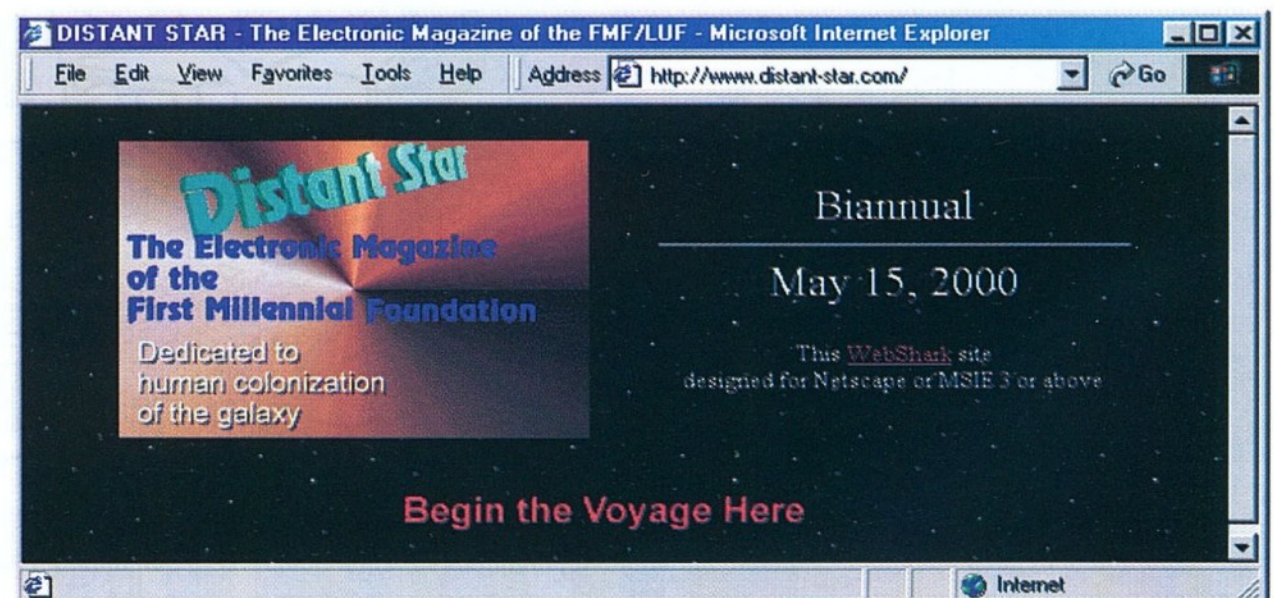 DISTANT STAR - The Electronic Magazine of the FMF/LUF - Microsoft Internet Explorer
File Edit View Favorites Tools Help Address http://www.distant-star.com/ Go
Distant Star
The Electronic Magazine
of the
First Millennial Foundation
Dedicated to
human colonization
of the galaxy
Biannual
May 15, 2000
This WebShark site
designed for Netscape or MSIE 3 or above
Begin the Voyage Here
Internet